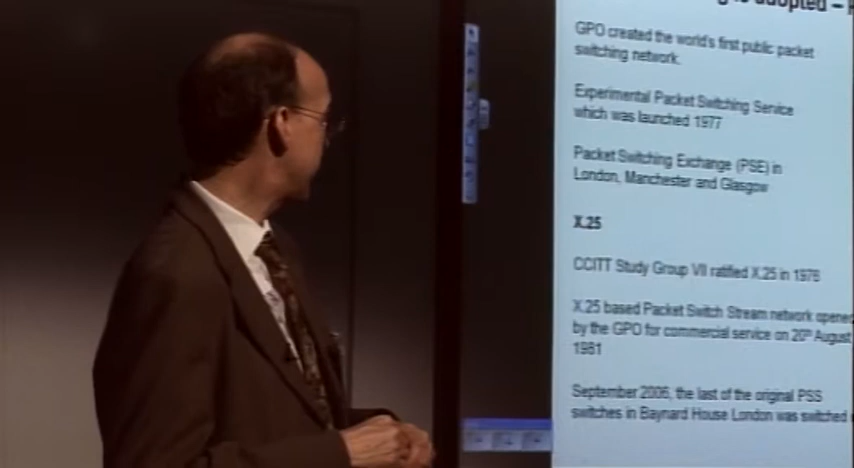 adopted –
GPO created the world's first public packet
switching network.
Experimental Packet Switching Service
which was launched 1977
Packet Switching Exchange (PSE) in
London, Manchester and Glasgow
X.25
CCITT Study Group VII ratified X.25 in 1976
X.25 based Packet Switch Stream network opened
by the GPO for commercial service on 20th August
1981
September 2006, the last of the original PSS
switches in Baynard House London was switched